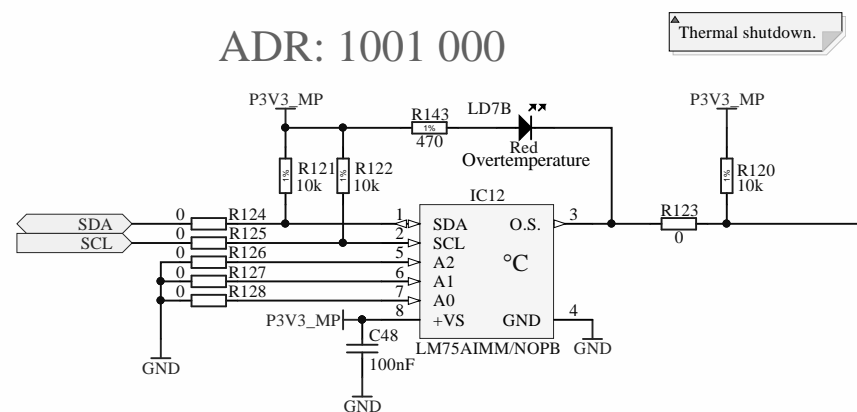 ADR: 1001 000
Thermal shutdown.
P3V3_MP
R143
1%
470
LD7B
Red
Overtemperature
P3V3_MP
1%
R121
10k
1%
R122
10k
1%
R120
10k
IC12
SDA
0
R124
1
SDA
O.S.
3
R123
0
SCL
0
R125
2
SCL
0
R126
5
A2
°C
0
R127
6
A1
0
R128
7
A0
P3V3_MP
8
+VS
GND
4
C48
100nF
LM75AIMM/NOPB
GND
GND
GND